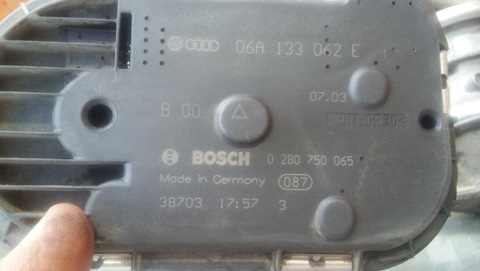 06A 133 062 E
07.03
B 00
BOSCH 0 280 750 065
Made in Germany 087
38703 17:57 3